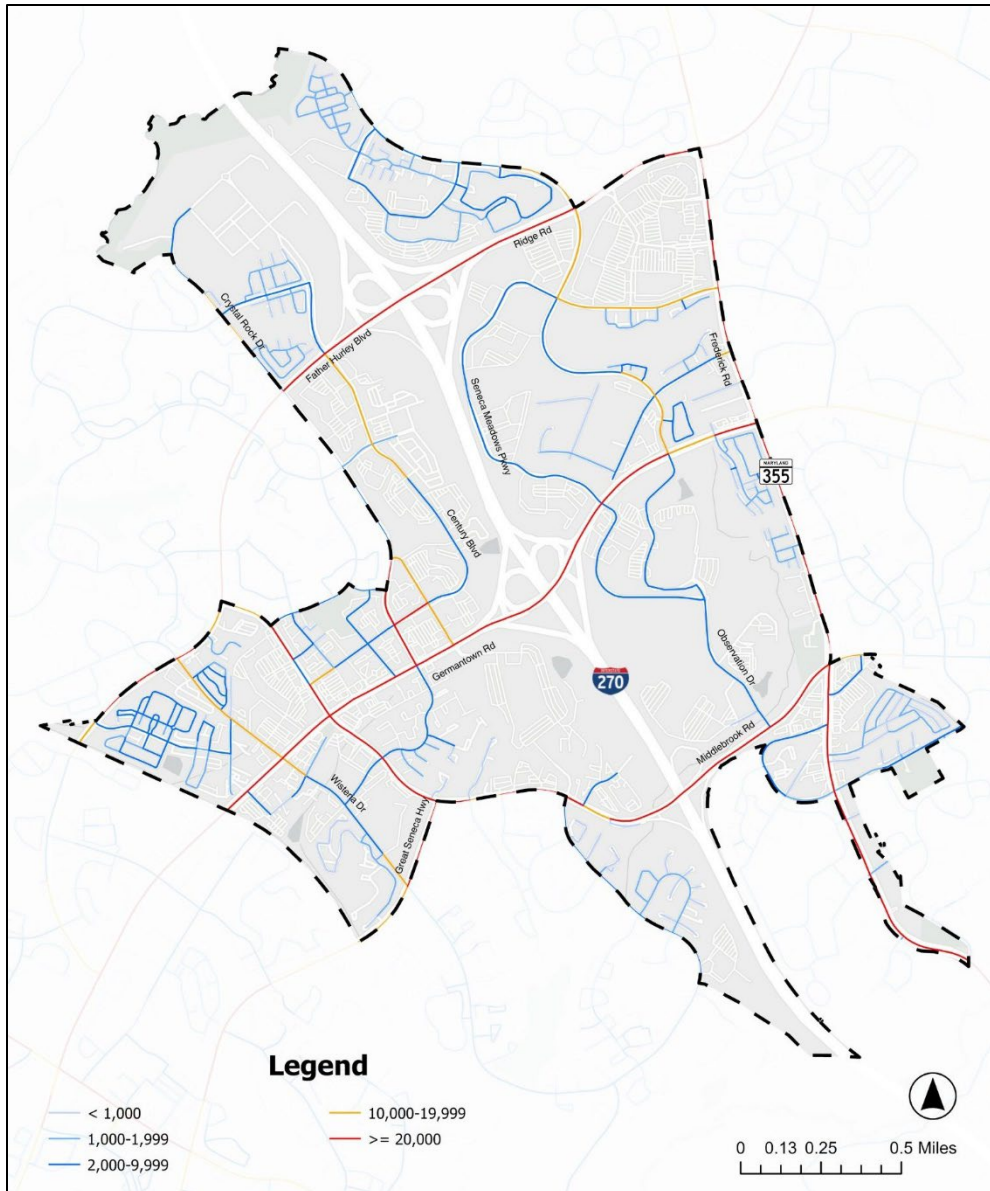 Ridge Rd
Crystal Rock Dr
Father Hurley Blvd
Frederick Rd
Seneca Meadows Pkwy
MARYLAND
355
Century Blvd
Germantown Rd
Observation Dr
270
Middlebrook Rd
Wisteria Dr
Great Seneca Hwy
Legend
< 1,000
1,000-1,999
2,000-9,999
10,000-19,999
>= 20,000
0 0.13 0.25 0.5 Miles